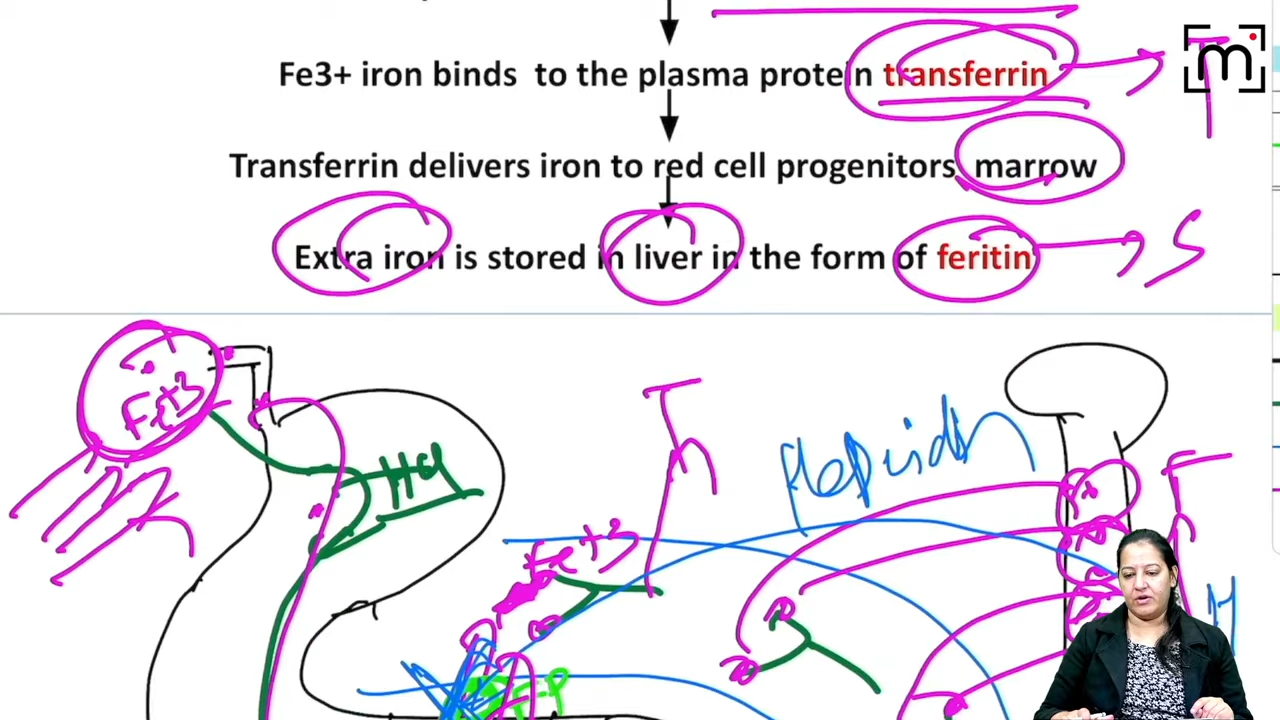 Fe3+ iron binds to the plasma protein transferrin
T
m
Transferrin delivers iron to red cell progenitors marrow
Extra iron is stored in liver in the form of feritin
S
Fe+3
Hcl
Fe+3
FP
H